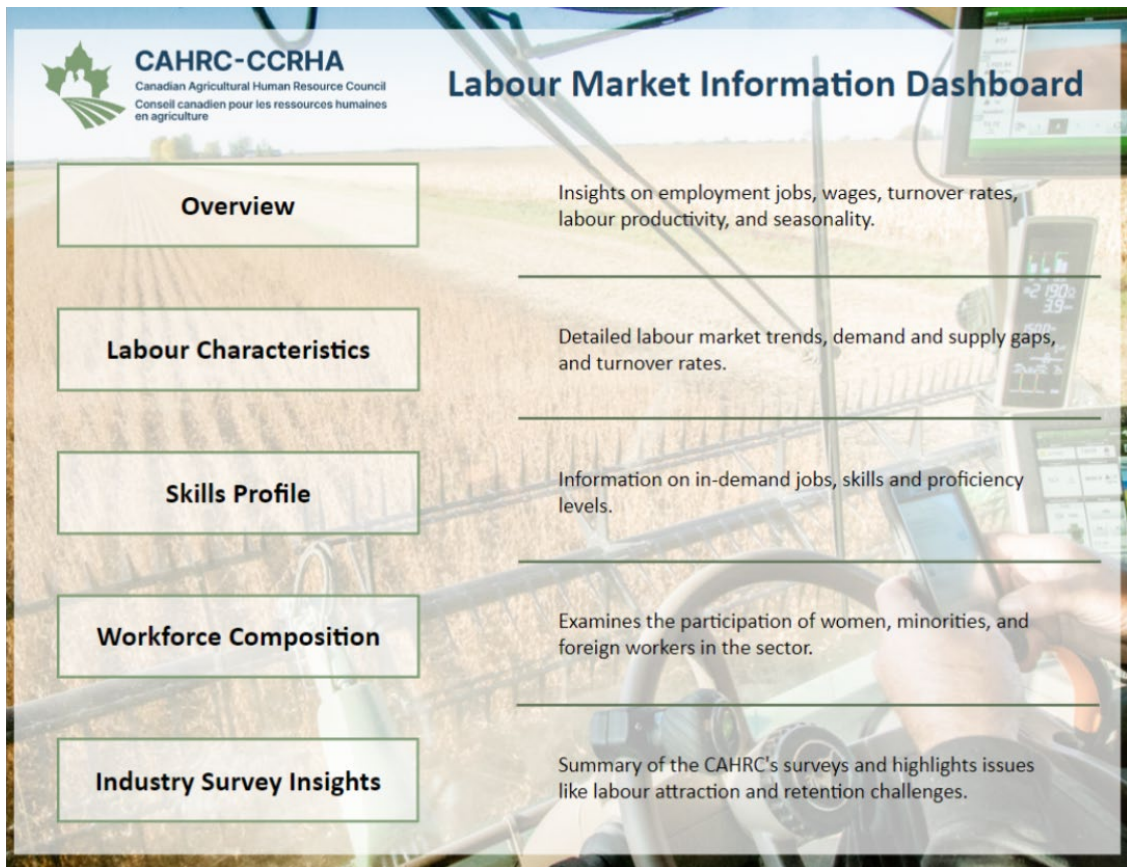 CAHRC-CCRHA
Canadian Agricultural Human Resource Council
Conseil canadien pour les ressources humaines
en agriculture
Labour Market Information Dashboard
Overview
Insights on employment jobs, wages, turnover rates,
labour productivity, and seasonality.
Labour Characteristics
Detailed labour market trends, demand and supply gaps,
and turnover rates.
Skills Profile
Information on in-demand jobs, skills and proficiency
levels.
Workforce Composition
Examines the participation of women, minorities, and
foreign workers in the sector.
Industry Survey Insights
Summary of the CAHRC's surveys and highlights issues
like labour attraction and retention challenges.
2190
3.9